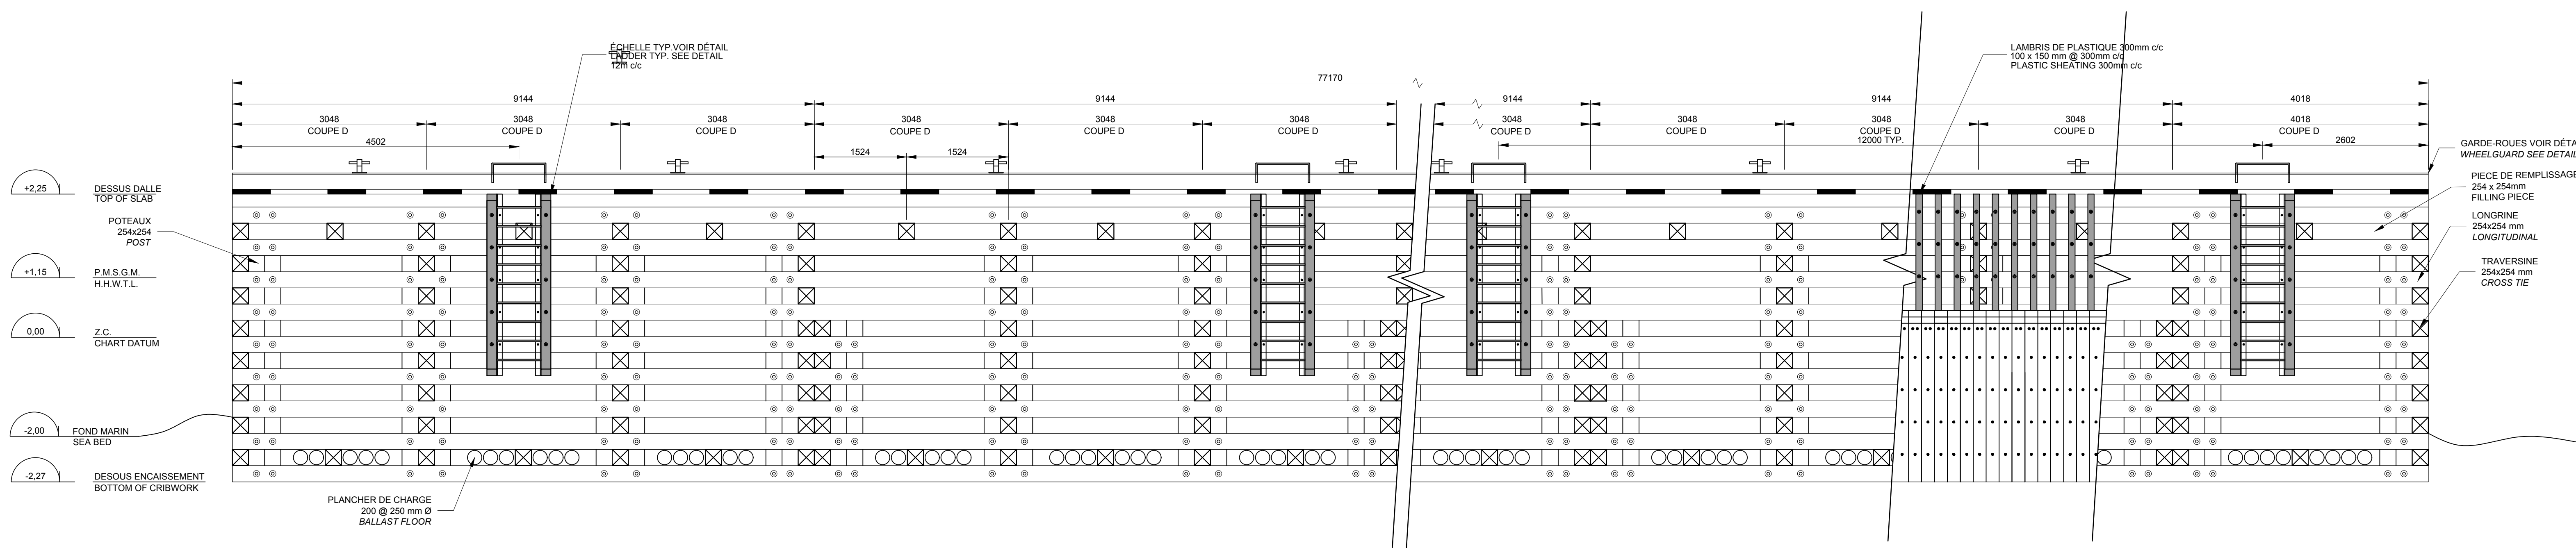 ÉCHELLE TYP.VOIR DÉTAIL
LADDER TYP. SEE DETAIL
12m c/c
LAMBRIS DE PLASTIQUE 300mm c/c
100 x 150 mm @ 300mm c/c
PLASTIC SHEATING 300mm c/c
77170
9144
9144
9144
9144
4018
3048
3048
3048
3048
3048
3048
3048
3048
3048
3048
4018
COUPE D
COUPE D
COUPE D
COUPE D
COUPE D
COUPE D
COUPE D
COUPE D
COUPE D
COUPE D
COUPE D
4502
1524
1524
12000 TYP.
2602
GARDE-ROUES VOIR DÉTA
WHEELGUARD SEE DETAIL
PIECE DE REMPLISSAGE
254 x 254mm
FILLING PIECE
LONGRINE
254x254 mm
LONGITUDINAL
TRAVERSINE
254x254 mm
CROSS TIE
+2,25
DESSUS DALLE
TOP OF SLAB
POTEAUX
254x254
POST
+1,15
P.M.S.G.M.
H.H.W.T.L.
0,00
Z.C.
CHART DATUM
-2,00
FOND MARIN
SEA BED
-2,27
DESOUS ENCAISSEMENT
BOTTOM OF CRIBWORK
PLANCHER DE CHARGE
200 @ 250 mm Ø
BALLAST FLOOR